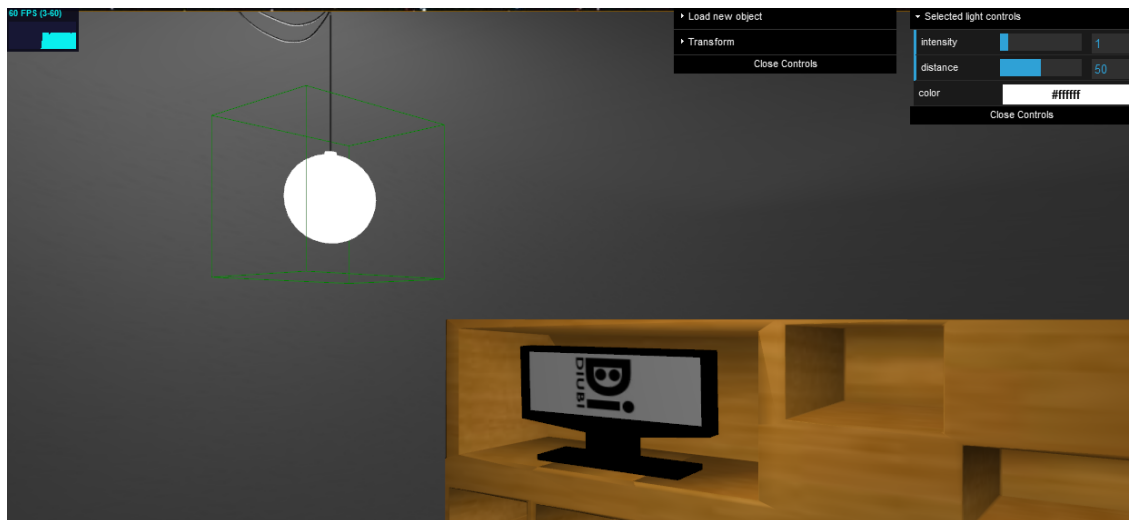 60 FPS (3-60)
Load new object
Transform
Close Controls
Selected light controls
intensity
1
distance
50
color
#ffffff
Close Controls
Bi
DIUBI